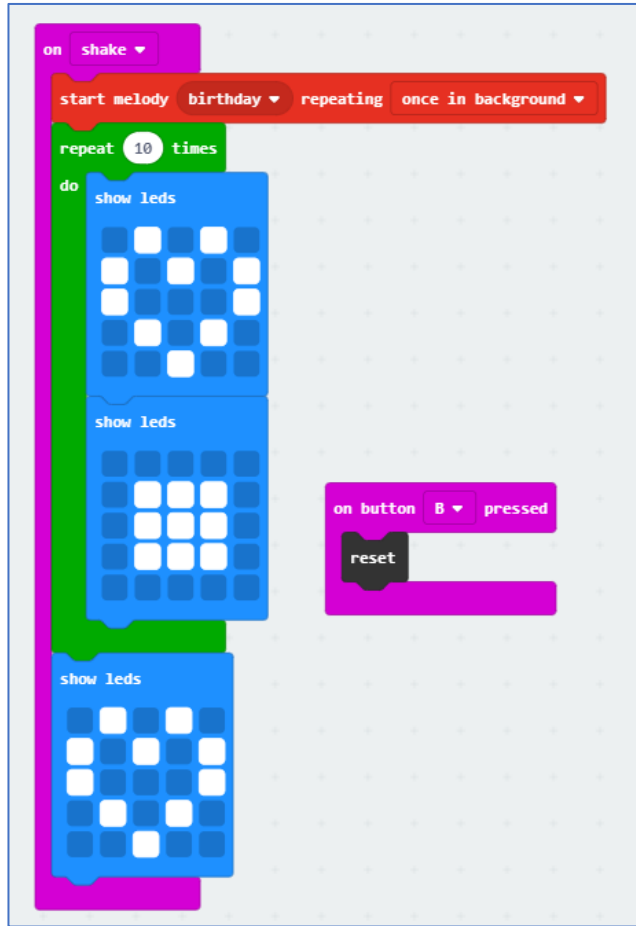 on shake
start melody birthday repeating once in background
repeat 10 times
do
show leds
show leds
on button B pressed
reset
show leds